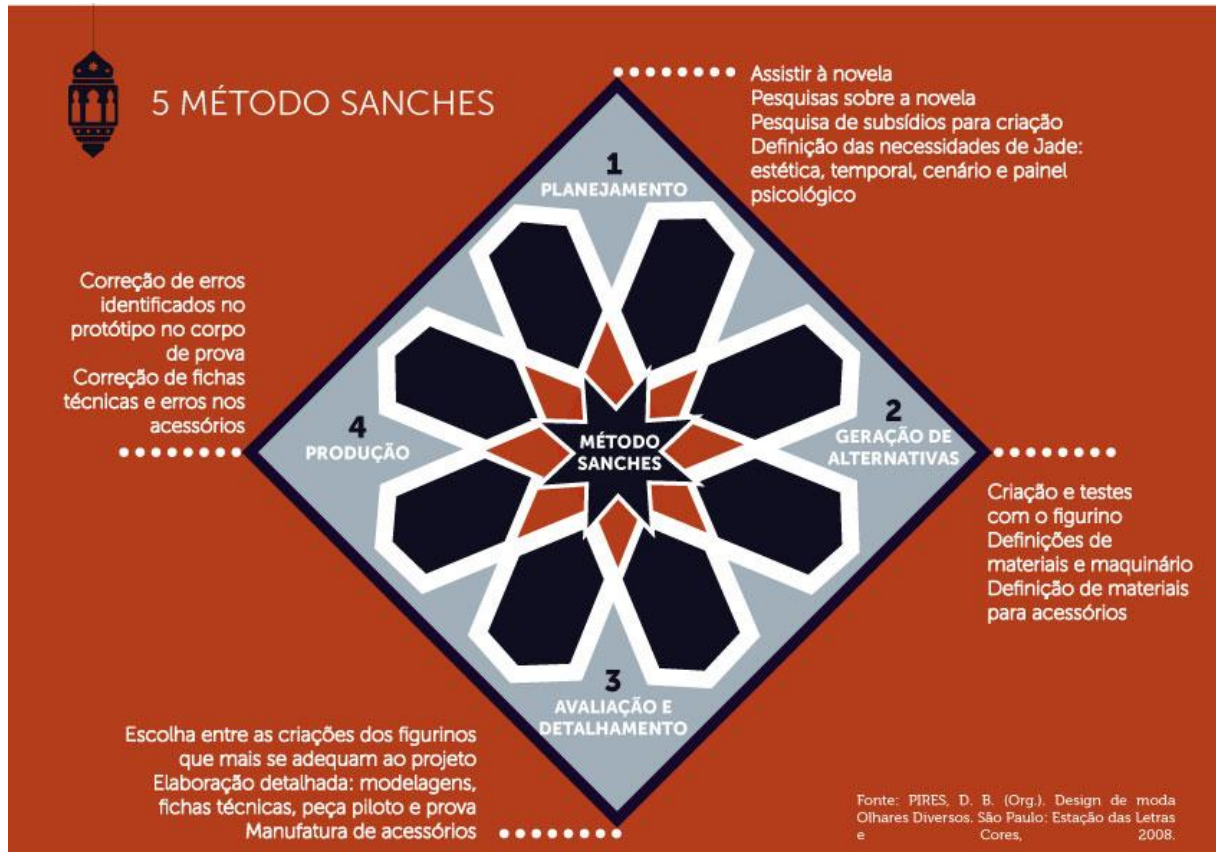 5 MÉTODO SANCHES
Assistir à novela
Pesquisas sobre a novela
Pesquisa de subsídios para criação
Definição das necessidades de Jade:
estética, temporal, cenário e painel
psicológico
1
PLANEJAMENTO
Correção de erros
identificados no
protótipo no corpo
de prova
Correção de fichas
técnicas e erros nos
acessórios
4
PRODUÇÃO
MÉTODO
SANCHES
2
GERAÇÃO DE
ALTERNATIVAS
Criação e testes
com o figurino
Definições de
materiais e maquinário
Definição de materiais
para acessórios
3
AVALIAÇÃO E
DETALHAMENTO
Escolha entre as criações dos figurinos
que mais se adequam ao projeto
Elaboração detalhada: modelagens,
fichas técnicas, peça piloto e prova
Manufatura de acessórios
Fonte: PIRES, D. B. (Org.). Design de moda
Olhares Diversos. São Paulo: Estação das Letras
e Cores, 2008.